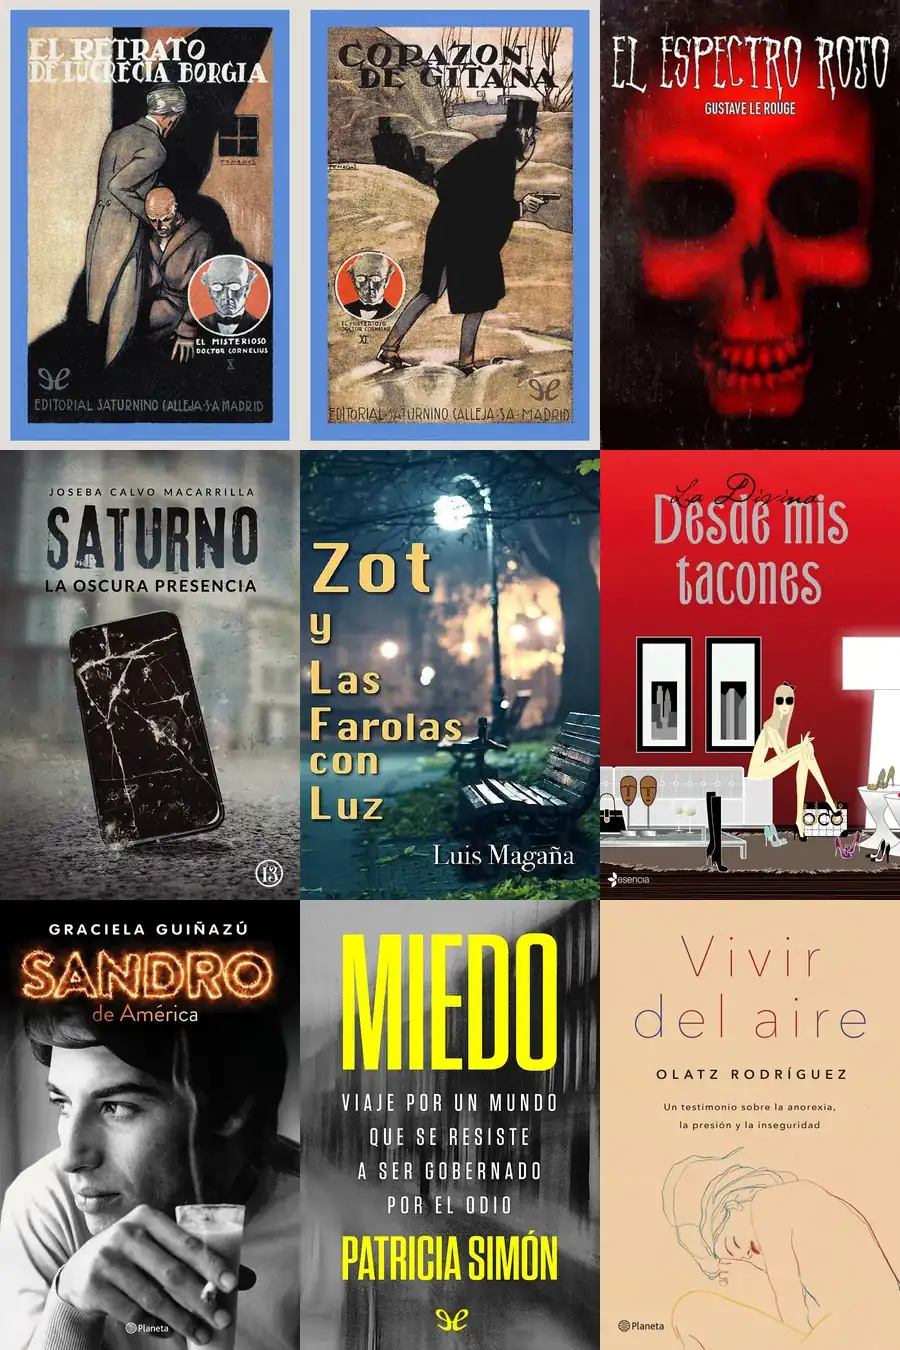 EL RETRATO
DE LUCRECIA BORGIA
PENAGOS
EL MISTERIOSO
DOCTOR CORNELIUS
X
EDITORIAL SATURNINO CALLEJA·S·A·MADRID
CORAZON
DE GITANA
PENAGOS
EL MISTERIOSO
DOCTOR CORNELIUS
XI
EDITORIAL·SATURNINO CALLEJA·S.A·MADRID
EL ESPECTRO ROJO
GUSTAVE LE ROUGE
JOSEBA CALVO MACARRILLA
SATURNO
LA OSCURA PRESENCIA
13
Zot
y
Las
Farolas
con
Luz
Luis Magaña
La Divina
Desde mis
tacones
esencia
GRACIELA GUIÑAZÚ
SANDRO
de América
Planeta
MIEDO
VIAJE POR UN MUNDO
QUE SE RESISTE
A SER GOBERNADO
POR EL ODIO
PATRICIA SIMÓN
Vivir
del aire
OLATZ RODRÍGUEZ
Un testimonio sobre la anorexia,
la presión y la inseguridad
Planeta